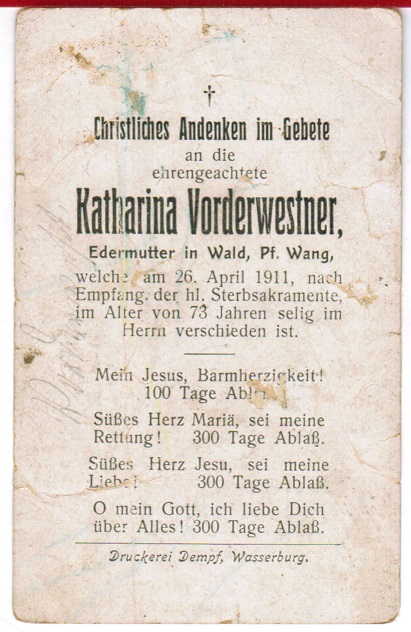 †
Christliches Andenken im Gebete
an die
ehrengeachtete
Katharina Vorderwestner,
Edermutter in Wald, Pf. Wang,
welche am 26. April 1911, nach
Empfang. der hl. Sterbsakramente,
im Alter von 73 Jahren selig im
Herrn verschieden ist.
Mein Jesus, Barmherzigkeit!
100 Tage Abl
Süßes Herz Mariä, sei meine
Rettung! 300 Tage Ablaß.
Süßes Herz Jesu, sei meine
Liebe! 300 Tage Ablaß.
O mein Gott, ich liebe Dich
über Alles! 300 Tage Ablaß.
Druckerei Dempf, Wasserburg.